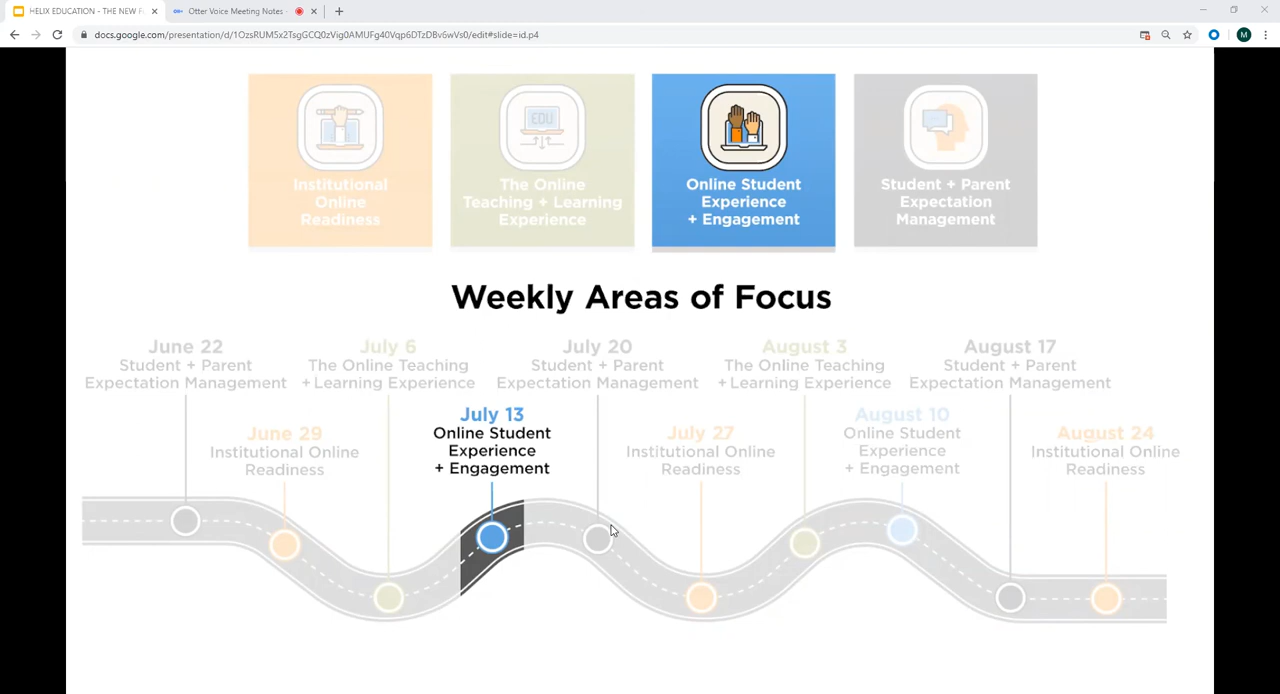 HELIX EDUCATION - THE NEW F
Otter Voice Meeting Notes -
docs.google.com/presentation/d/1OzsRUM5x2TsgGCQ0zVig0AMUFg40Vqp6DTzDBv6wVs0/edit#slide=id.p4
M
EDU
Institutional
Online
Readiness
The Online
Teaching + Learning
Experience
Online Student
Experience
+ Engagement
Student + Parent
Expectation
Management
Weekly Areas of Focus
June 22
Student + Parent
Expectation Management
July 6
The Online Teaching
+ Learning Experience
July 20
Student + Parent
Expectation Management
August 3
The Online Teaching
+ Learning Experience
August 17
Student + Parent
Expectation Management
June 29
Institutional Online
Readiness
July 13
Online Student
Experience
+ Engagement
July 27
Institutional Online
Readiness
August 10
Online Student
Experience
+ Engagement
August 24
Institutional Online
Readiness